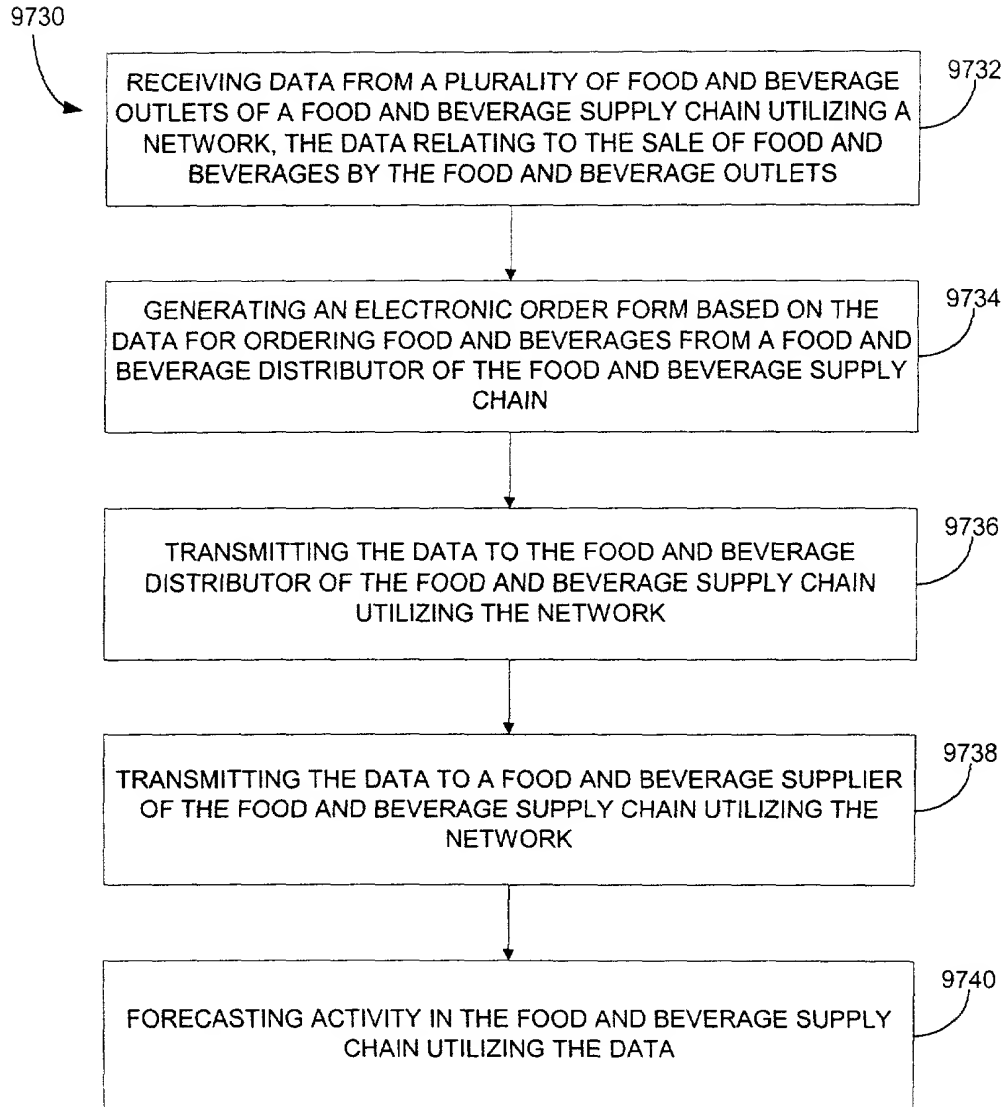 9730
RECEIVING DATA FROM A PLURALITY OF FOOD AND BEVERAGE
OUTLETS OF A FOOD AND BEVERAGE SUPPLY CHAIN UTILIZING A
NETWORK, THE DATA RELATING TO THE SALE OF FOOD AND
BEVERAGES BY THE FOOD AND BEVERAGE OUTLETS
9732
GENERATING AN ELECTRONIC ORDER FORM BASED ON THE
DATA FOR ORDERING FOOD AND BEVERAGES FROM A FOOD AND
BEVERAGE DISTRIBUTOR OF THE FOOD AND BEVERAGE SUPPLY
CHAIN
9734
TRANSMITTING THE DATA TO THE FOOD AND BEVERAGE
DISTRIBUTOR OF THE FOOD AND BEVERAGE SUPPLY CHAIN
UTILIZING THE NETWORK
9736
TRANSMITTING THE DATA TO A FOOD AND BEVERAGE SUPPLIER
OF THE FOOD AND BEVERAGE SUPPLY CHAIN UTILIZING THE
NETWORK
9738
FORECASTING ACTIVITY IN THE FOOD AND BEVERAGE SUPPLY
CHAIN UTILIZING THE DATA
9740